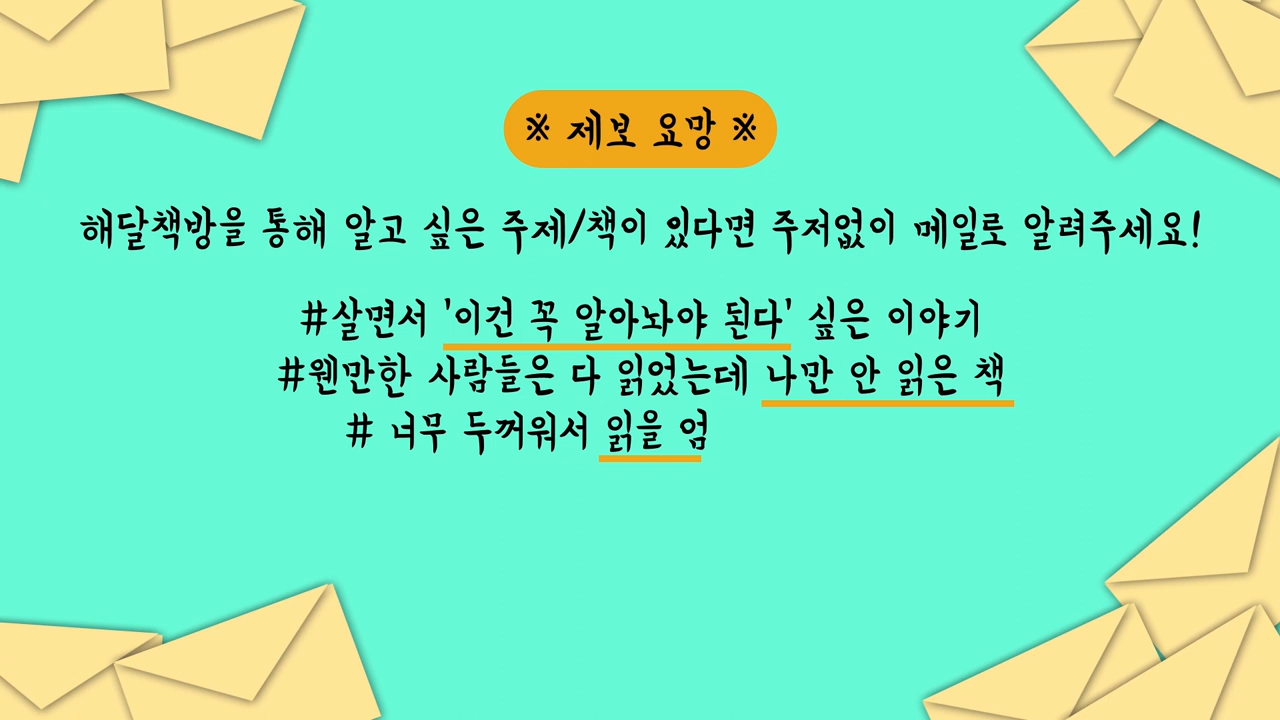 ※ 제보 요망 ※
해달책방을 통해 알고 싶은 주제/책이 있다면 주저없이 메일로 알려주세요!
#살면서 '이건 꼭 알아놔야 된다' 싶은 이야기
#웬만한 사람들은 다 읽었는데 나만 안 읽은 책
# 너무 두꺼워서 읽을 엄